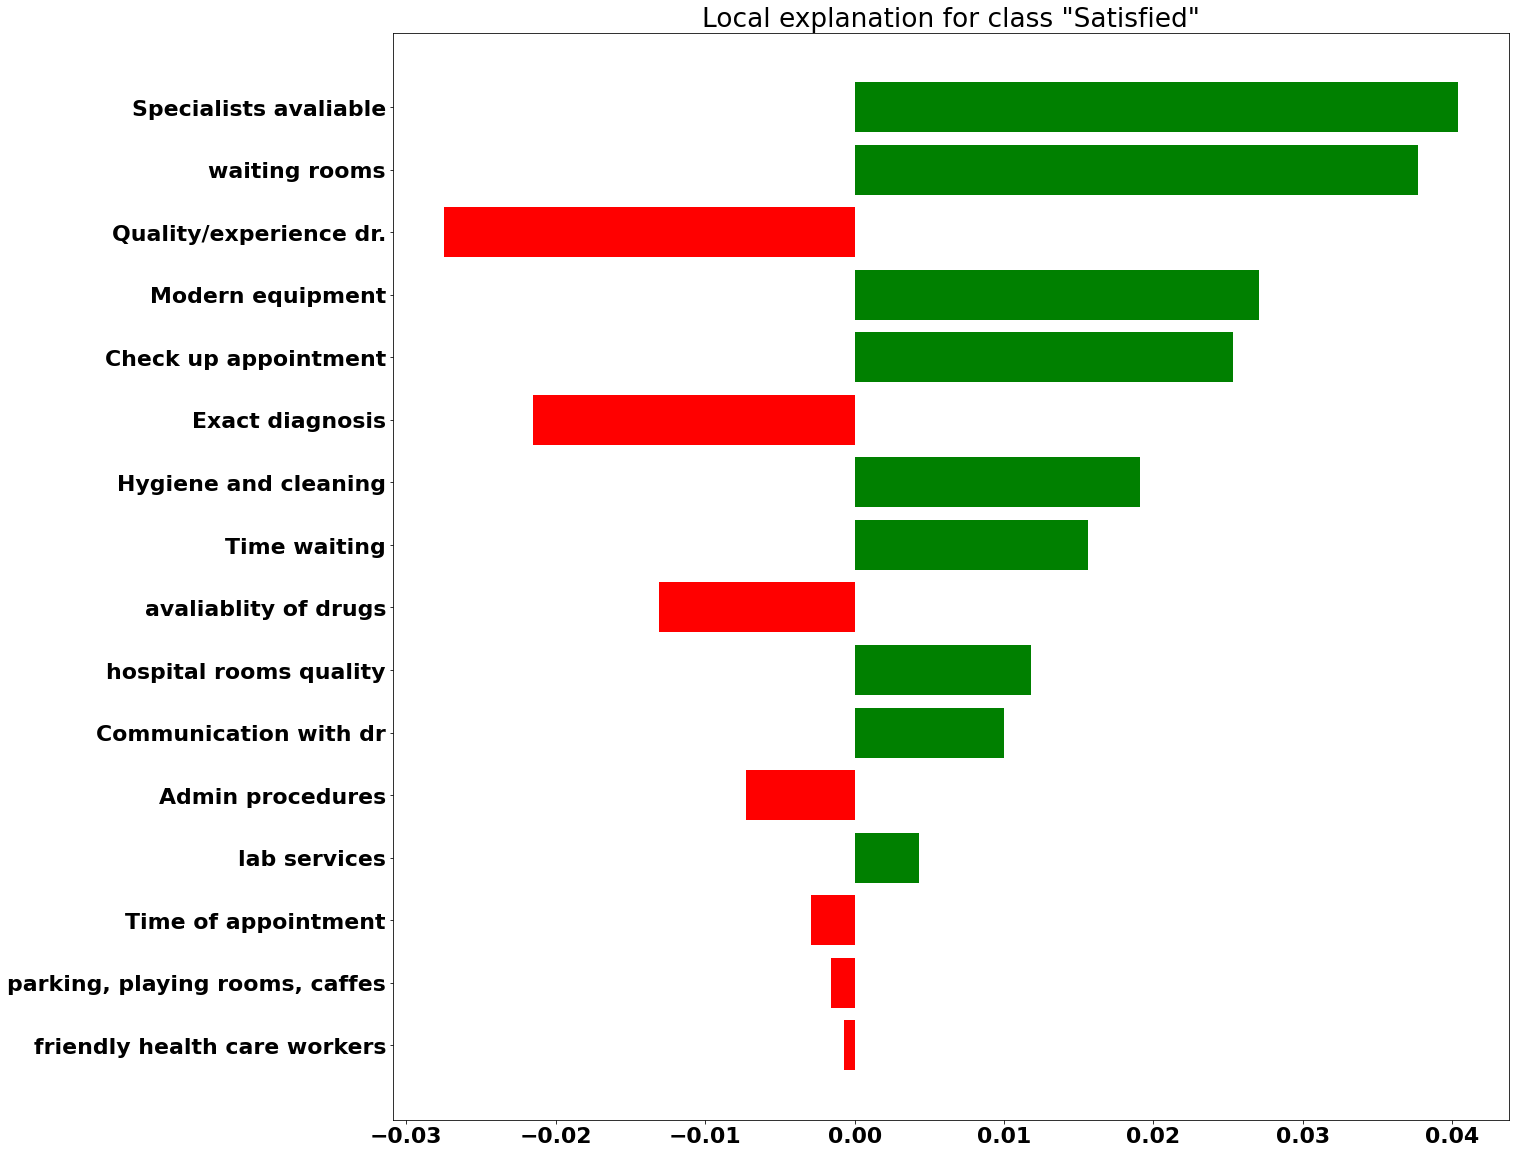 Local explanation for class "Satisfied"
Specialists avaliable
waiting rooms
Quality/experience dr.
Modern equipment
Check up appointment
Exact diagnosis
Hygiene and cleaning
Time waiting
avaliablity of drugs
hospital rooms quality
Communication with dr
Admin procedures
lab services
Time of appointment
parking, playing rooms, caffes
friendly health care workers
−0.03 −0.02 −0.01 0.00 0.01 0.02 0.03 0.04